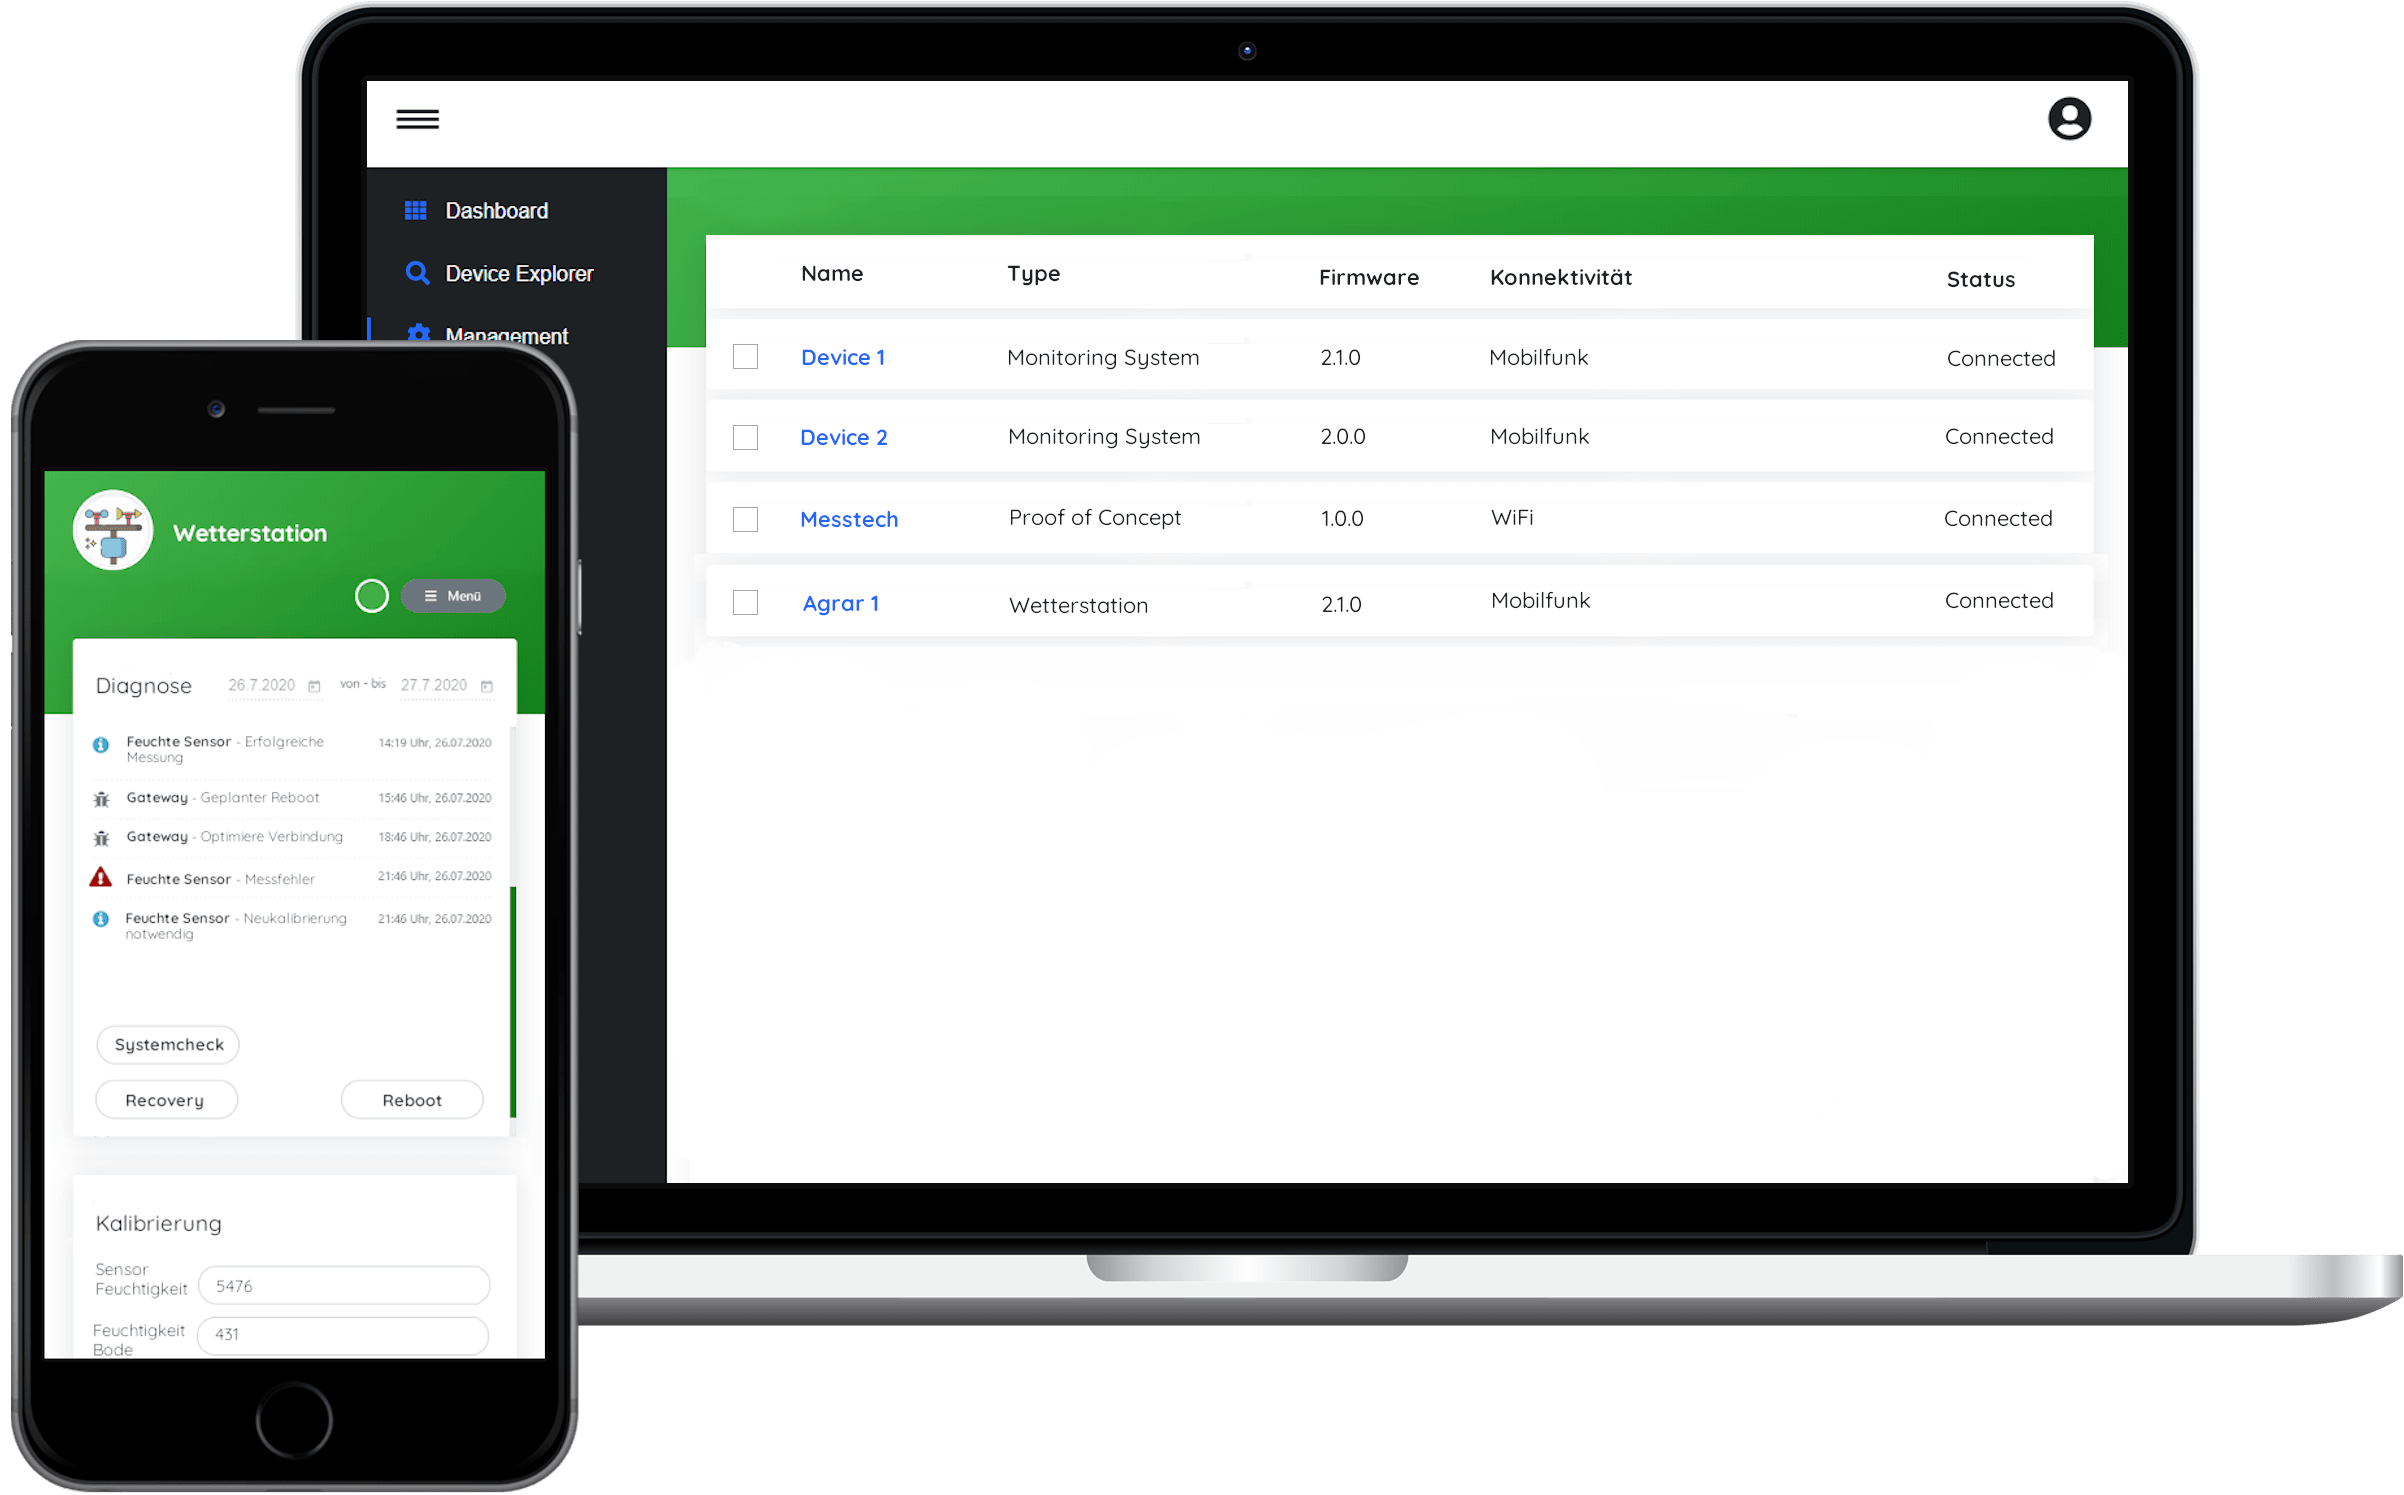 Dashboard
Device Explorer
Management
Name Type Firmware Konnektivität Status
Device 1 Monitoring System 2.1.0 Mobilfunk Connected
Device 2 Monitoring System 2.0.0 Mobilfunk Connected
Messtech Proof of Concept 1.0.0 WiFi Connected
Agrar 1 Wetterstation 2.1.0 Mobilfunk Connected
Wetterstation
Menü
Diagnose 26.7.2020 von - bis 27.7.2020
Feuchte Sensor - Erfolgreiche 14:19 Uhr, 26.07.2020
Messung
Gateway - Geplanter Reboot 15:46 Uhr, 26.07.2020
Gateway - Optimiere Verbindung 18:46 Uhr, 26.07.2020
Feuchte Sensor - Messfehler 21:46 Uhr, 26.07.2020
Feuchte Sensor - Neukalibrierung 21:46 Uhr, 26.07.2020
notwendig
Systemcheck
Recovery Reboot
Kalibrierung
Sensor
Feuchtigkeit 5476
Feuchtigkeit 431
Bode